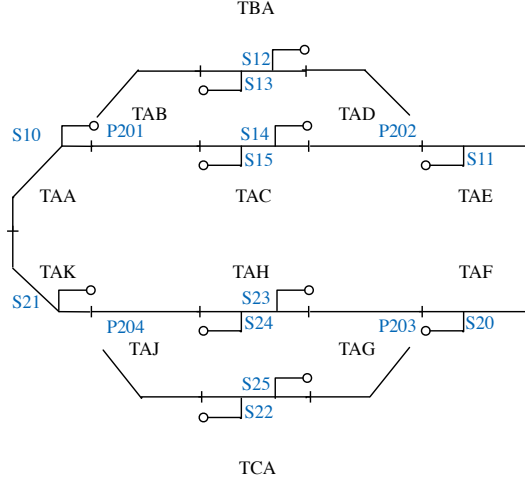 TBA
S12
S13
TAB
TAD
S10
P201
S14
P202
S15
S11
TAA
TAC
TAE
TAK
TAH
TAF
S21
S23
P204
S24
P203
S20
TAJ
TAG
S25
S22
TCA